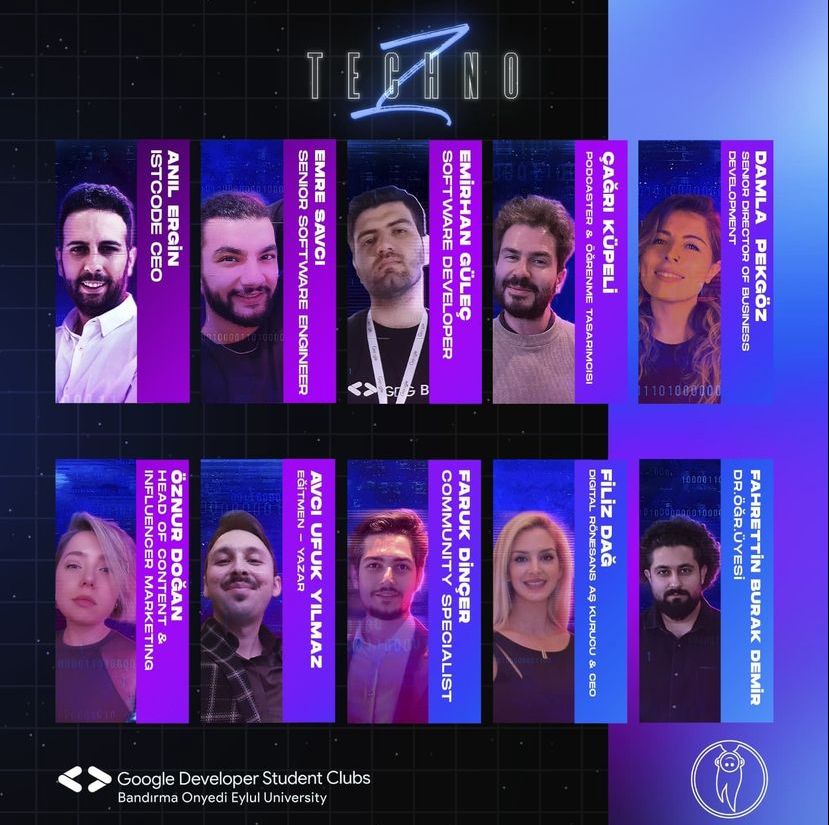 TECHNO
Z
ANIL ERGİN
ISTCODE CEO
EMRE SAVCI
SENIOR SOFTWARE ENGINEER
EMİRHAN GÜLEÇ
SOFTWARE DEVELOPER
ÇAĞRI KÜPELİ
PODCASTER & ÖĞRENME TASARIMCISI
DAMLA PEKGÖZ
SENIOR DIRECTOR OF BUSINESS
DEVELOPMENT
ÖZNUR DOĞAN
HEAD OF CONTENT &
INFLUENCER MARKETING
AVCI UFUK YILMAZ
EĞİTMEN – YAZAR
FARUK DİNÇER
COMMUNITY SPECIALIST
FİLİZ DAĞ
DIGITAL RÖNESANS AŞ KURUCU & CEO
FAHRETTİN BURAK DEMİR
DR.ÖĞR.ÜYESİ
Google Developer Student Clubs
Bandırma Onyedi Eylul University